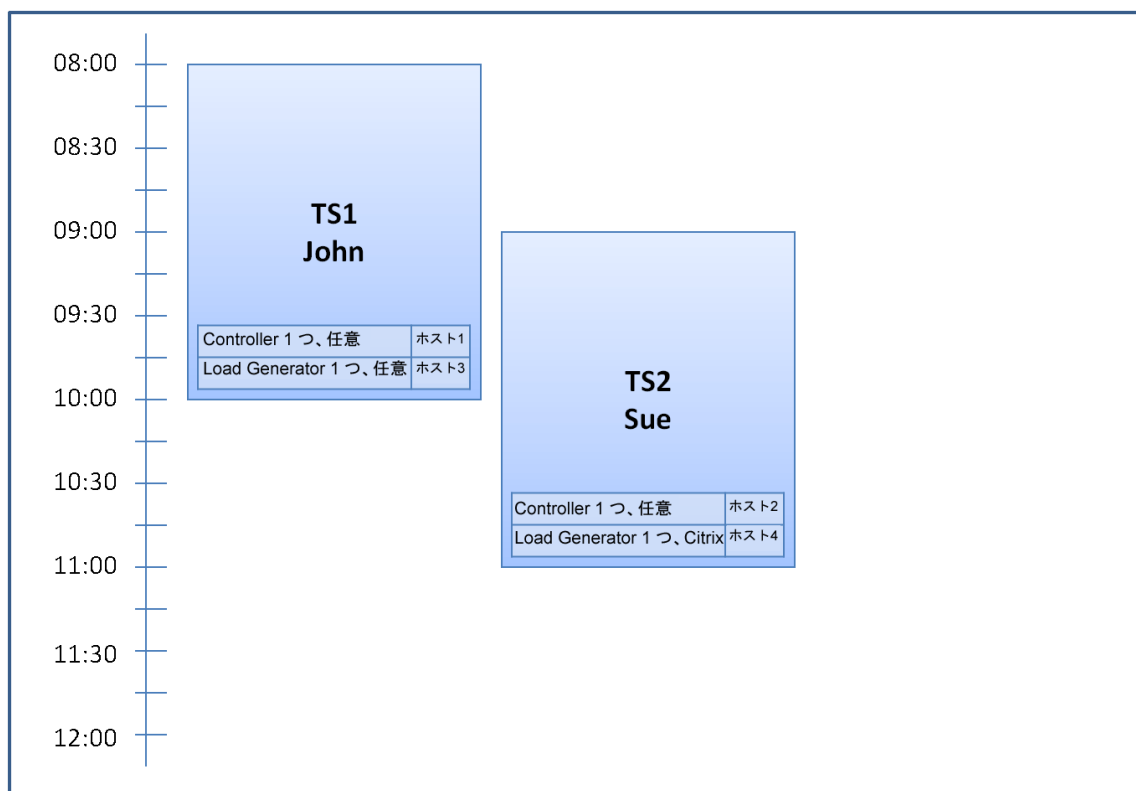 08:00
08:30
09:00
09:30
10:00
10:30
11:00
11:30
12:00
TS1
John
Controller 1 つ、任意 ホスト1
Load Generator 1 つ、任意 ホスト3
TS2
Sue
Controller 1 つ、任意 ホスト2
Load Generator 1 つ、Citrix ホスト4